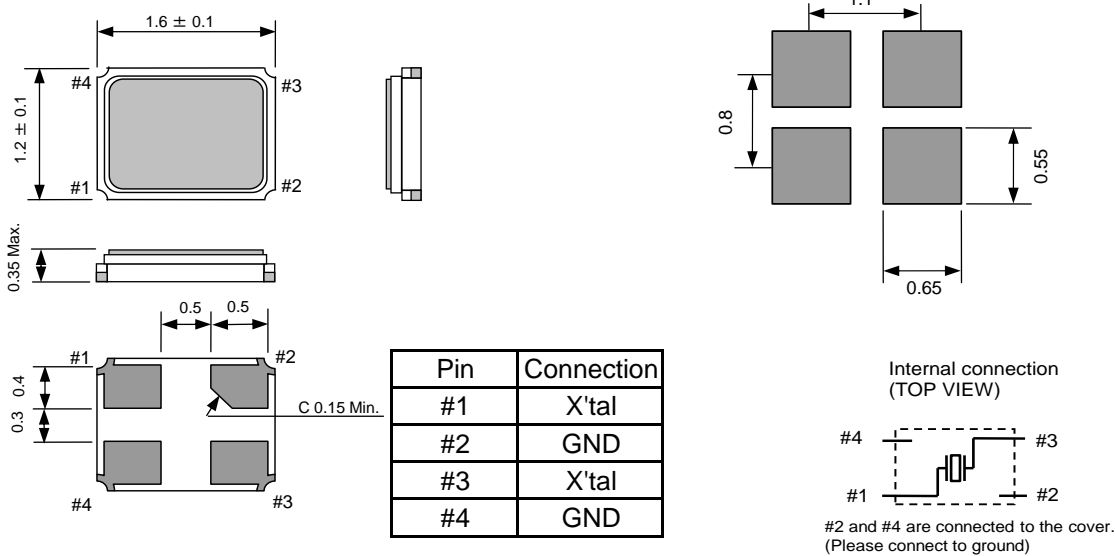 1.6 ± 0.1
#4
#3
1.2 ± 0.1
#1
#2
0.35 Max.
0.5
0.5
#1
#2
0.4
0.3
C 0.15 Min.
#4
#3
Pin Connection
#1 X'tal
#2 GND
#3 X'tal
#4 GND
1.1
0.8
0.55
0.65
Internal connection
(TOP VIEW)
#4
#3
#1
#2
#2 and #4 are connected to the cover.
(Please connect to ground)